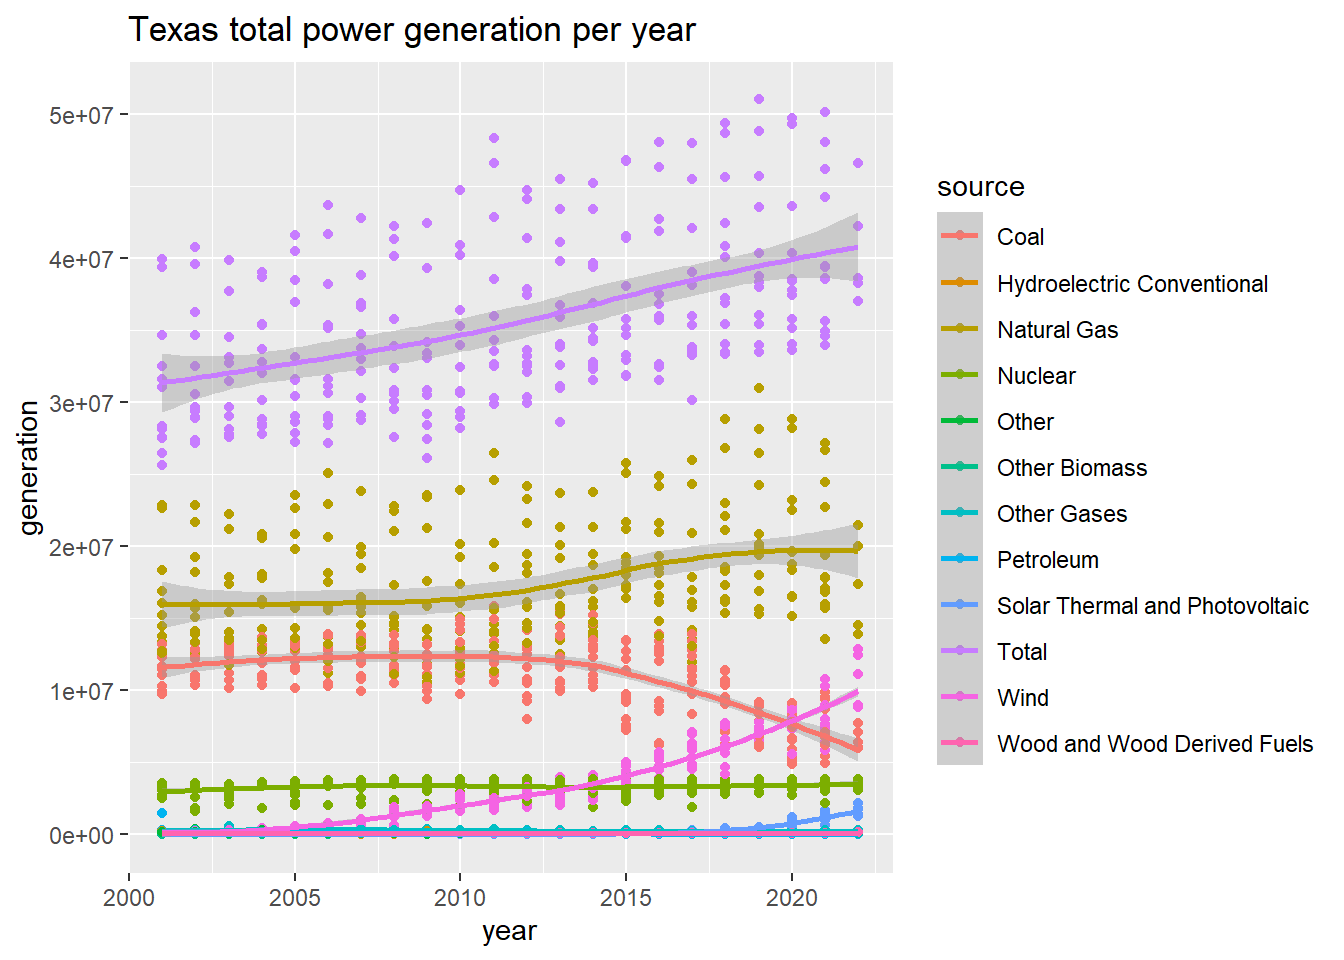 Texas total power generation per year
5e+07
4e+07
3e+07
2e+07
1e+07
0e+00
generation
2000
2005
2010
2015
2020
year
source
Coal
Hydroelectric Conventional
Natural Gas
Nuclear
Other
Other Biomass
Other Gases
Petroleum
Solar Thermal and Photovoltaic
Total
Wind
Wood and Wood Derived Fuels